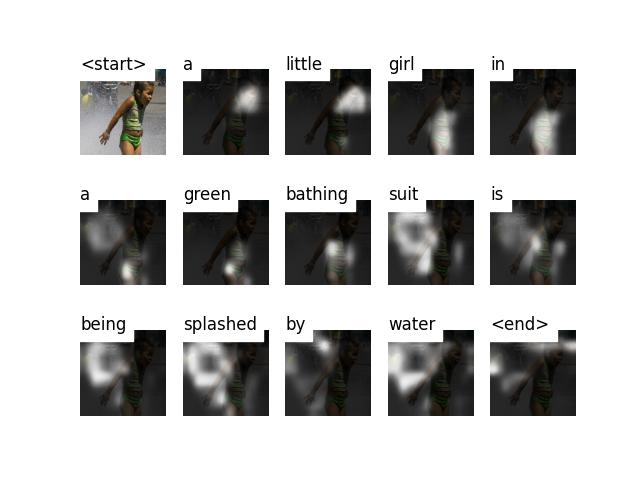 <start> a little girl in
a green bathing suit is
being splashed by water <end>